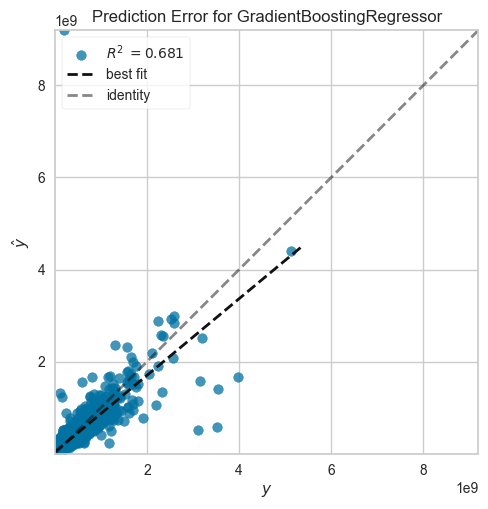 Prediction Error for GradientBoostingRegressor
1e9
8
6
4
2
ŷ
R² = 0.681
best fit
identity
2
4
6
8
1e9
y